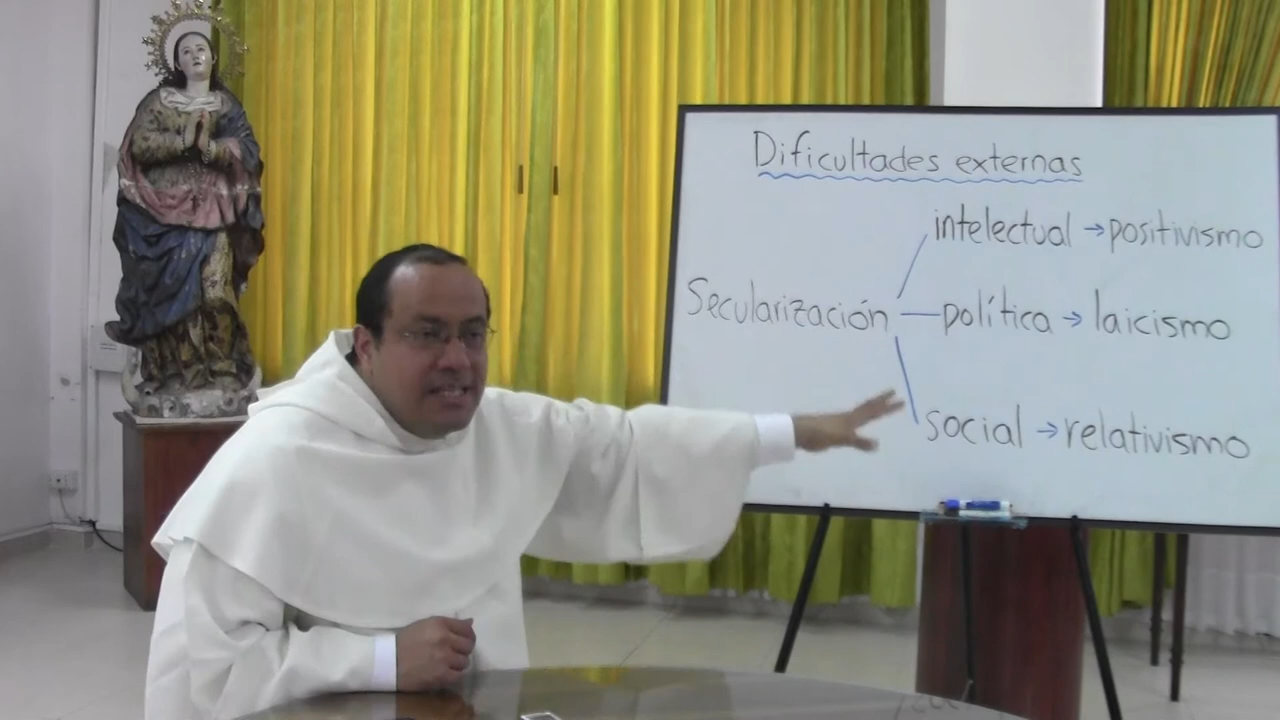 Dificultades externas
intelectual → positivismo
Secularización — política → laicismo
social → relativismo